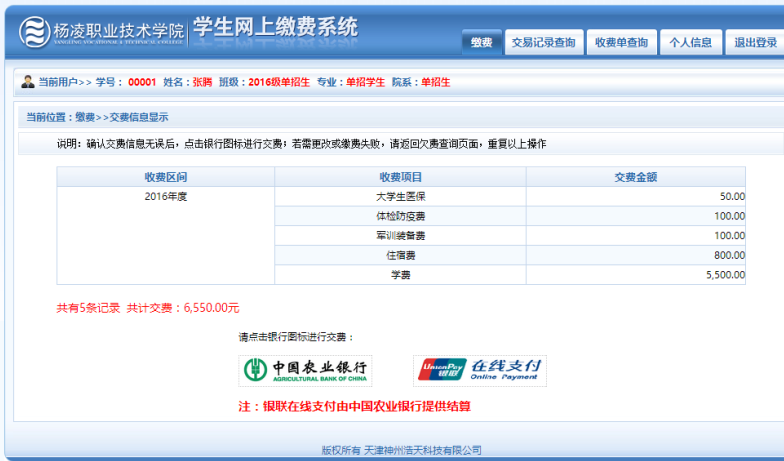 杨凌职业技术学院 学生网上缴费系统
YANGLING VOCATIONAL & TECHNICAL COLLEGE
缴费 交易记录查询 收费单查询 个人信息 退出登录
当前用户>> 学号： 00001 姓名：张腾 班级：2016级单招生 专业：单招学生 院系：单招生
当前位置：缴费>>交费信息显示
说明：确认交费信息无误后，点击银行图标进行交费；若需更改或缴费失败，请返回欠费查询页面，重复以上操作
收费区间 收费项目 交费金额
2016年度 大学生医保 50.00
体检防疫费 100.00
军训装备费 100.00
住宿费 800.00
学费 5,500.00
共有5条记录 共计交费：6,550.00元
请点击银行图标进行交费：
中国农业银行
AGRICULTURAL BANK OF CHINA
UnionPay
银联
在线支付
Online Payment
注：银联在线支付由中国农业银行提供结算
版权所有 天津神州浩天科技有限公司